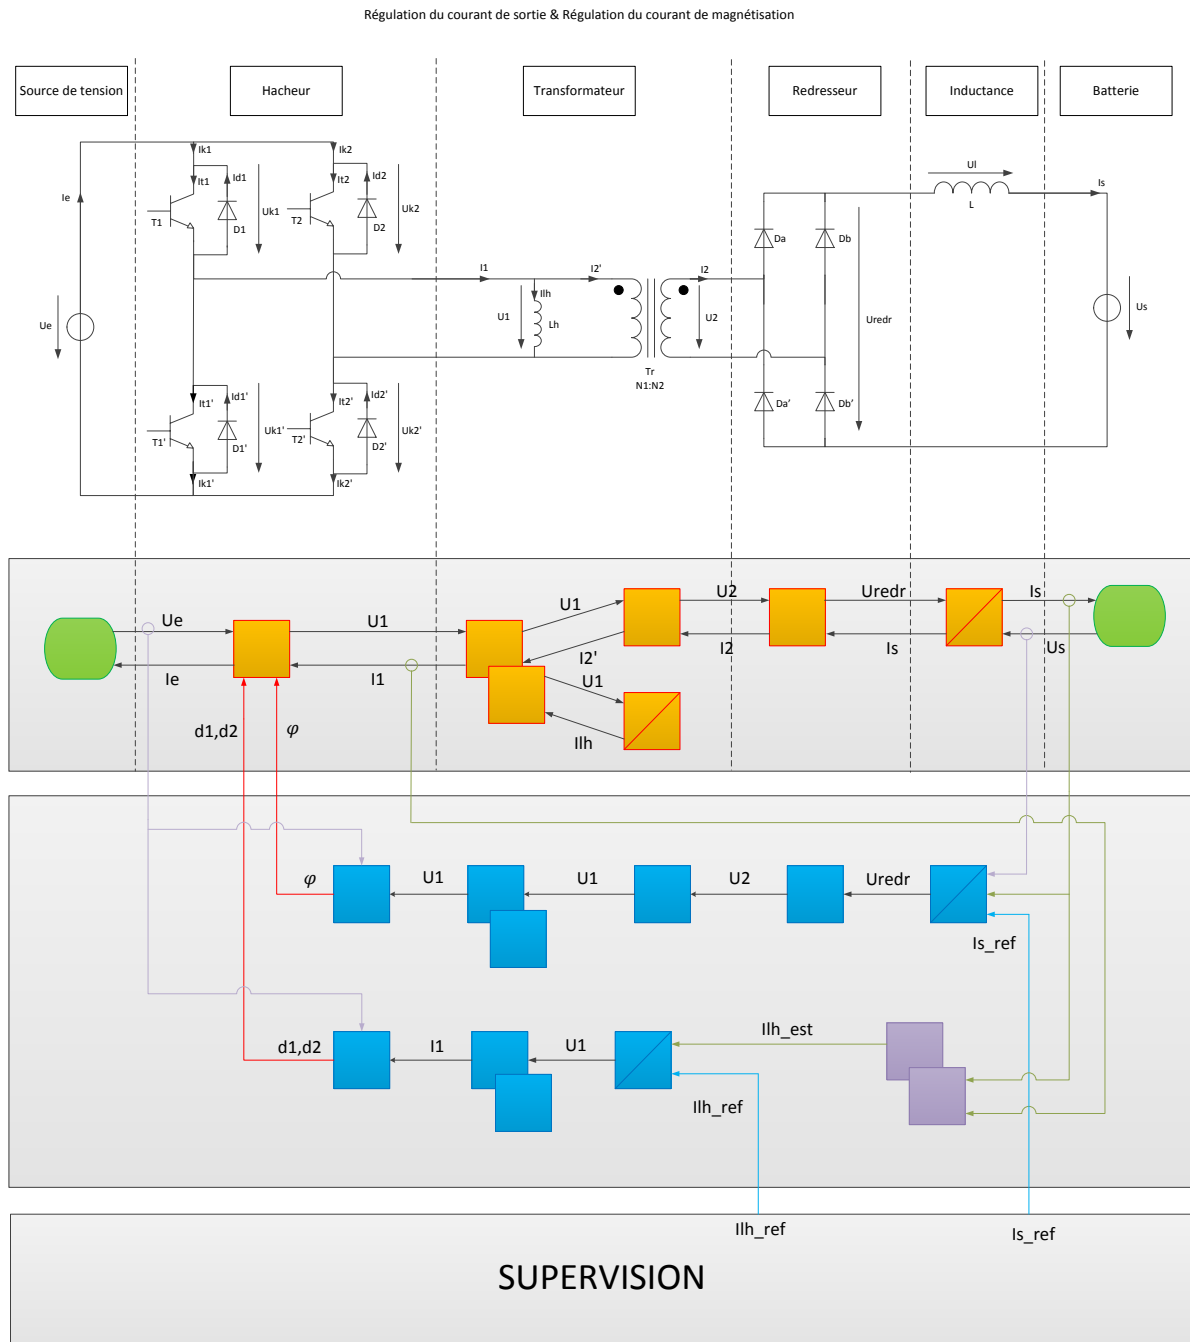 Régulation du courant de sortie & Régulation du courant de magnétisation
Source de tension
Hacheur
Transformateur
Redresseur
Inductance
Batterie
Ik1
Ik2
Ul
Ie
It1
Id1
It2
Id2
Is
T1
D1
Uk1
T2
D2
Uk2
L
Da
Db
I1
I2'
I2
Ilh
Ue
U1
Lh
U2
Uredr
Us
Tr
N1:N2
It1'
Id1'
It2'
Id2'
Da'
Db'
T1'
D1'
Uk1'
T2'
D2'
Uk2'
Ik1'
Ik2'
Ue
U1
U1
U2
Uredr
Is
Ie
I1
I2'
I2
Is
Us
U1
Ilh
d1,d2
φ
φ
U1
U1
U2
Uredr
Is_ref
d1,d2
I1
U1
Ilh_est
Ilh_ref
Ilh_ref
Is_ref
SUPERVISION